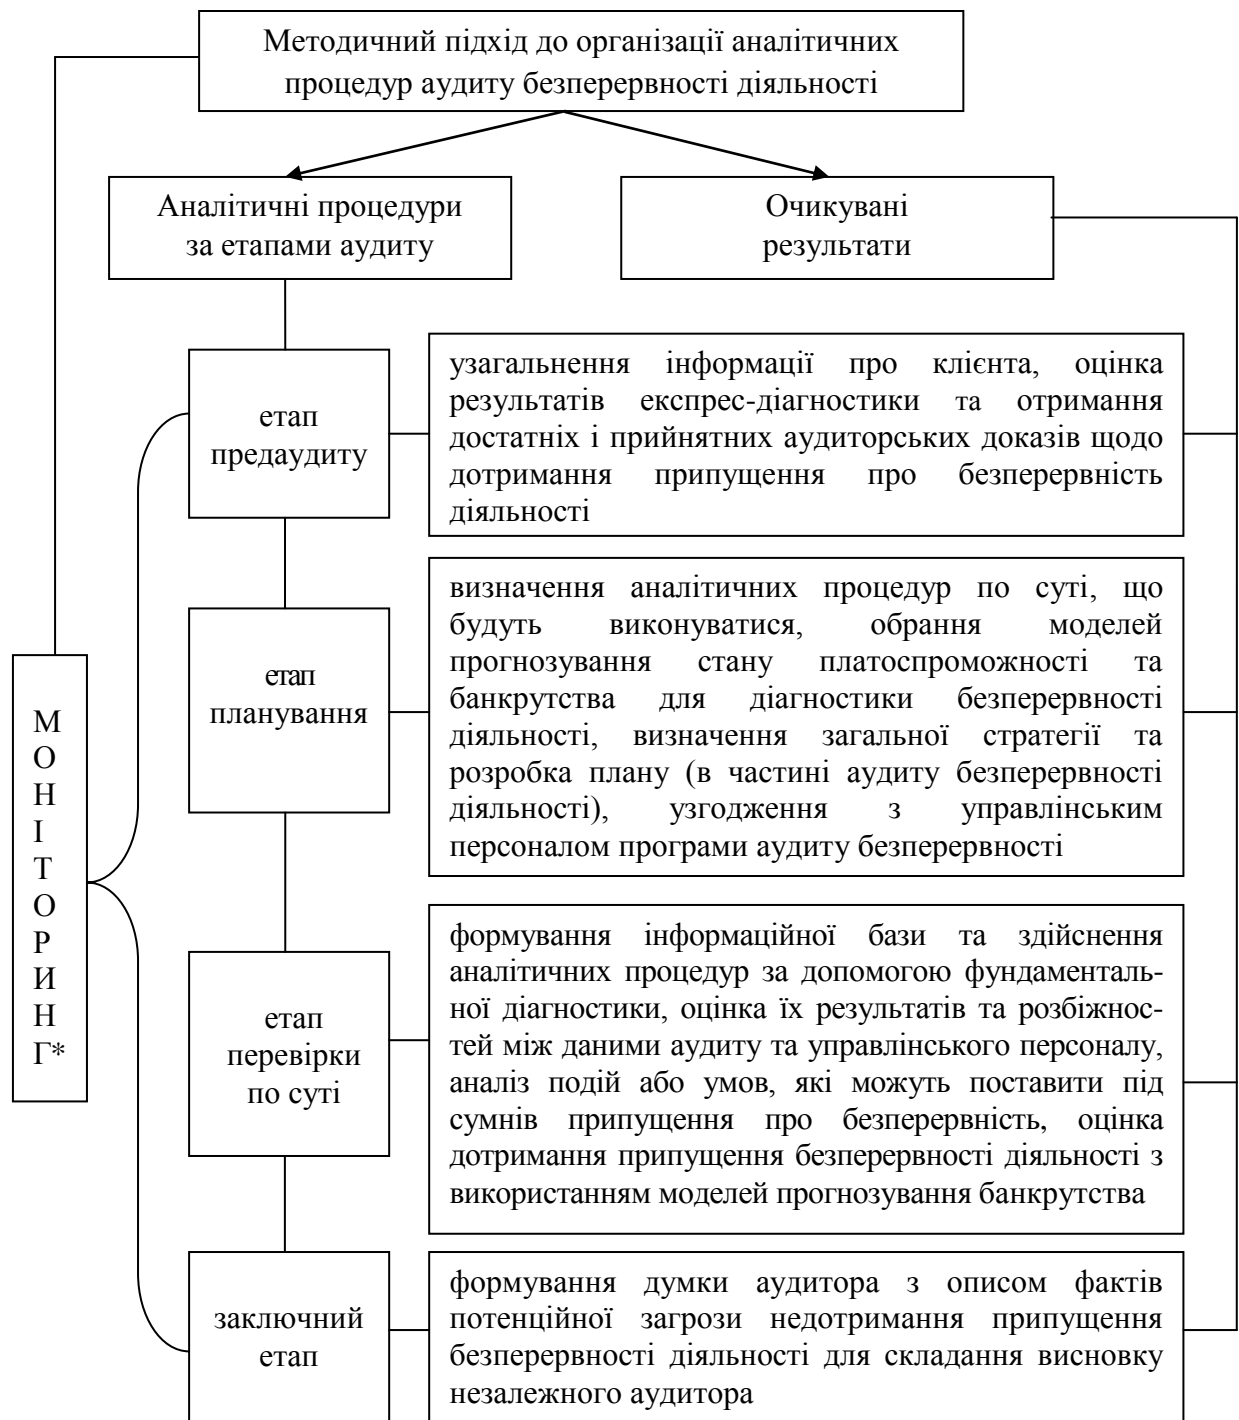 Методичний підхід до організації аналітичних
процедур аудиту безперервності діяльності
Аналітичні процедури
за етапами аудиту
Очикувані
результати
етап
предаудиту
узагальнення інформації про клієнта, оцінка
результатів експрес-діагностики та отримання
достатніх і прийнятних аудиторських доказів щодо
дотримання припущення про безперервність
діяльності
етап
планування
визначення аналітичних процедур по суті, що
будуть виконуватися, обрання моделей
прогнозування стану платоспроможності та
банкрутства для діагностики безперервності
діяльності, визначення загальної стратегії та
розробка плану (в частині аудиту безперервності
діяльності), узгодження з управлінським
персоналом програми аудиту безперервності
М
О
Н
І
Т
О
Р
И
Н
Г*
етап
перевірки
по суті
формування інформаційної бази та здійснення
аналітичних процедур за допомогою фундаменталь-
ної діагностики, оцінка їх результатів та розбіжнос-
тей між даними аудиту та управлінського персоналу,
аналіз подій або умов, які можуть поставити під
сумнів припущення про безперервність, оцінка
дотримання припущення безперервності діяльності з
використанням моделей прогнозування банкрутства
заключний
етап
формування думки аудитора з описом фактів
потенційної загрози недотримання припущення
безперервності діяльності для складання висновку
незалежного аудитора